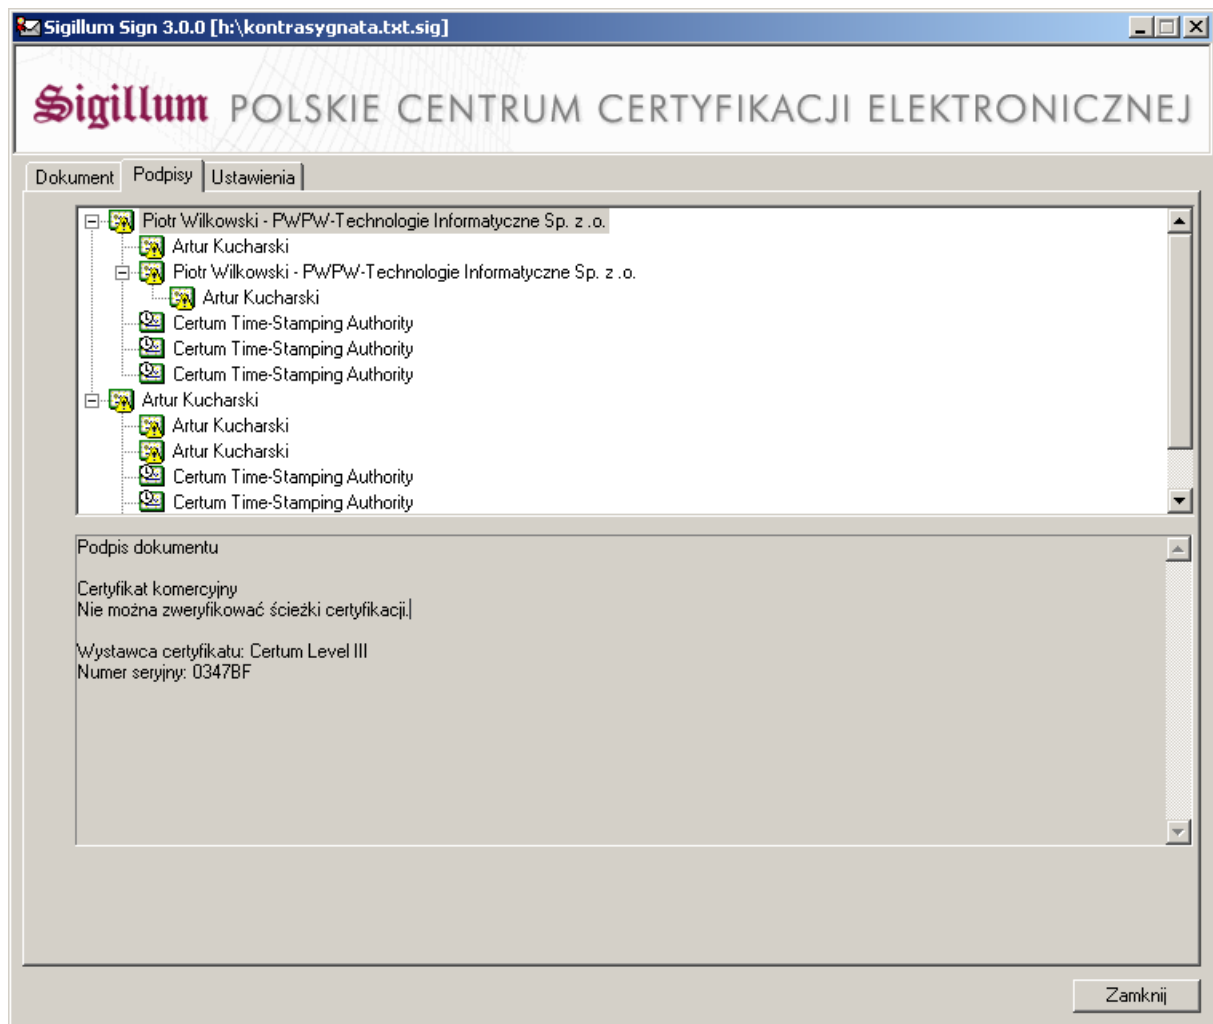 Sigillum Sign 3.0.0 [h:\kontrasygnata.txt.sig]
Sigillum POLSKIE CENTRUM CERTYFIKACJI ELEKTRONICZNEJ
Dokument Podpisy Ustawienia
Piotr Wilkowski - PWPW-Technologie Informatyczne Sp. z .o.
Artur Kucharski
Piotr Wilkowski - PWPW-Technologie Informatyczne Sp. z .o.
Artur Kucharski
Certum Time-Stamping Authority
Certum Time-Stamping Authority
Certum Time-Stamping Authority
Artur Kucharski
Artur Kucharski
Artur Kucharski
Certum Time-Stamping Authority
Certum Time-Stamping Authority
Podpis dokumentu
Certyfikat komercyjny
Nie można zweryfikować ścieżki certyfikacji.
Wystawca certyfikatu: Certum Level III
Numer seryjny: 0347BF
Zamknij